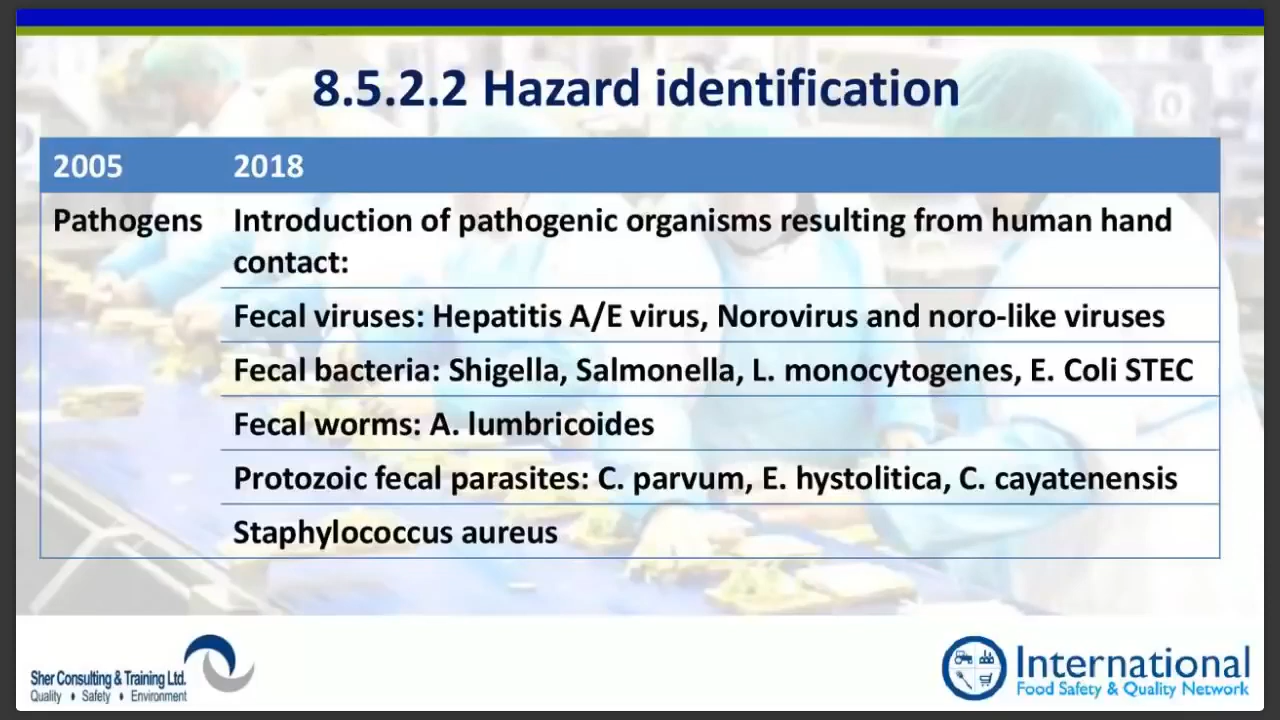 8.5.2.2 Hazard identification
2005 2018
Pathogens Introduction of pathogenic organisms resulting from human hand
contact:
Fecal viruses: Hepatitis A/E virus, Norovirus and noro-like viruses
Fecal bacteria: Shigella, Salmonella, L. monocytogenes, E. Coli STEC
Fecal worms: A. lumbricoides
Protozoic fecal parasites: C. parvum, E. hystolitica, C. cayatenensis
Staphylococcus aureus
Sher Consulting & Training Ltd.
Quality • Safety • Environment
International
Food Safety & Quality Network